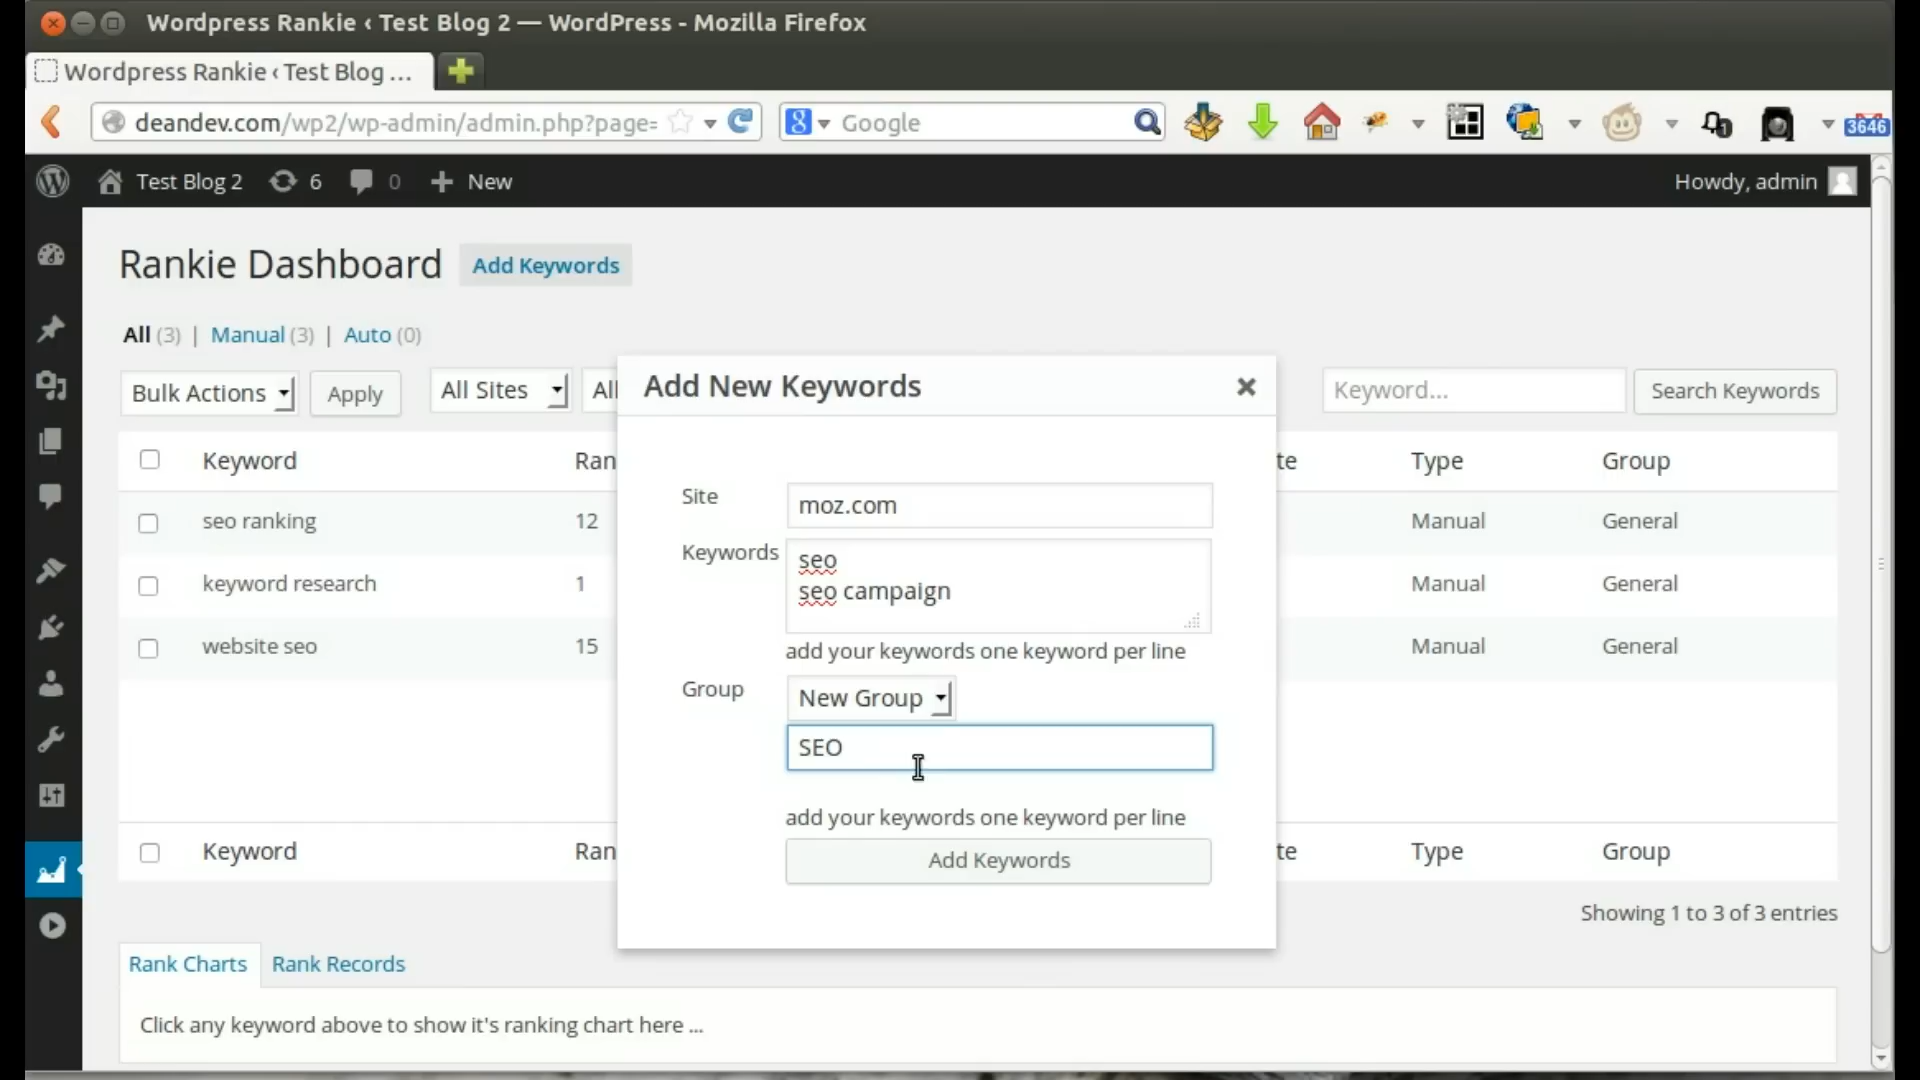 Wordpress Rankie ‹ Test Blog 2 — WordPress - Mozilla Firefox
Wordpress Rankie ‹ Test Blog ...
deandev.com/wp2/wp-admin/admin.php?page=
8
Google
1
3646
Test Blog 2
6
0
New
Howdy, admin
Rankie Dashboard
Add Keywords
All (3) | Manual (3) | Auto (0)
Bulk Actions
Apply
All Sites
All
Keyword...
Search Keywords
Keyword
Ran
te
Type
Group
seo ranking
12
Manual
General
keyword research
1
Manual
General
website seo
15
Manual
General
Keyword
Ran
te
Type
Group
Showing 1 to 3 of 3 entries
Rank Charts
Rank Records
Click any keyword above to show it's ranking chart here ...
Add New Keywords
Site
moz.com
Keywords
seo
seo campaign
add your keywords one keyword per line
Group
New Group
SEO
add your keywords one keyword per line
Add Keywords